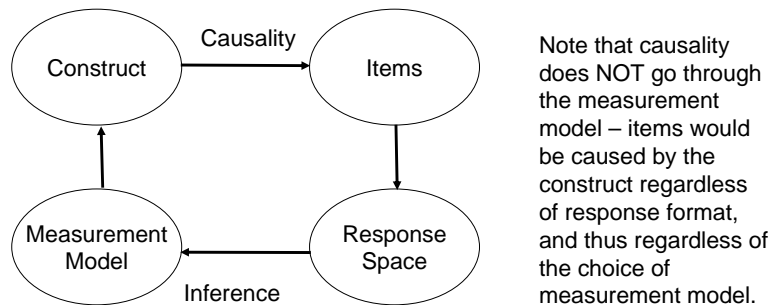 Causality
Construct
Items
Measurement
Model
Response
Space
Inference
Note that causality
does NOT go through
the measurement
model – items would
be caused by the
construct regardless
of response format,
and thus regardless of
the choice of
measurement model.